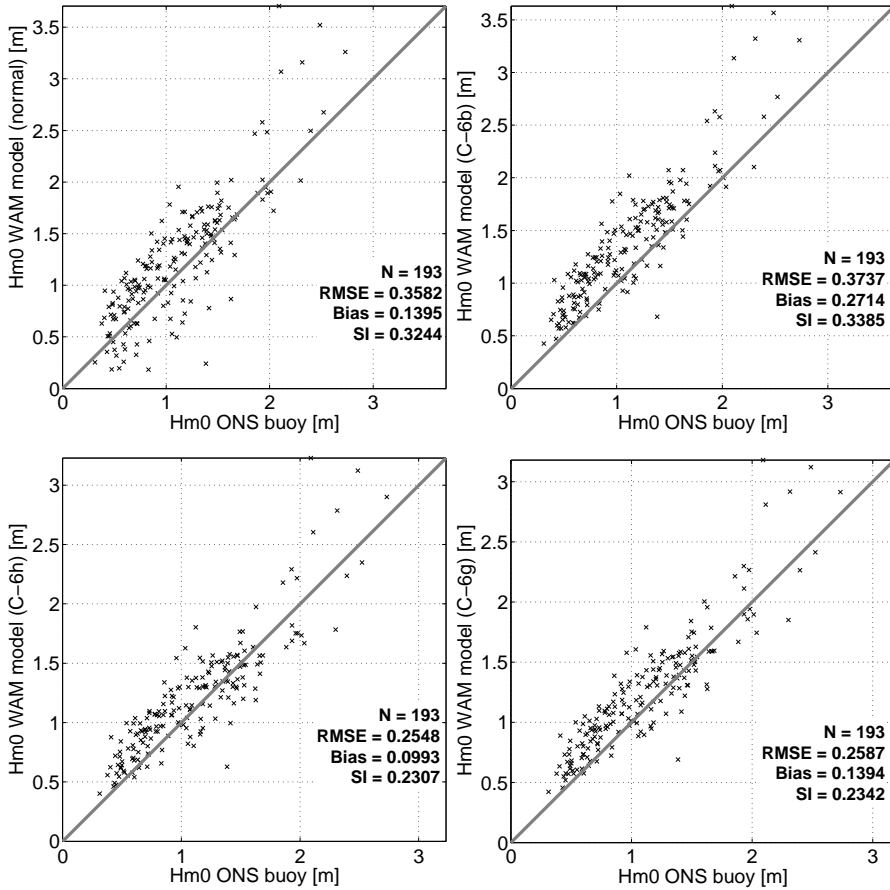 Hm0 WAM model (normal) [m]
3.5
3
2.5
2
1.5
1
0.5
0
N = 193
RMSE = 0.3582
Bias = 0.1395
SI = 0.3244
0 1 2 3
Hm0 ONS buoy [m]
Hm0 WAM model (C-6b) [m]
3.5
3
2.5
2
1.5
1
0.5
0
N = 193
RMSE = 0.3737
Bias = 0.2714
SI = 0.3385
0 1 2 3
Hm0 ONS buoy [m]
Hm0 WAM model (C-6h) [m]
3
2.5
2
1.5
1
0.5
0
N = 193
RMSE = 0.2548
Bias = 0.0993
SI = 0.2307
0 1 2 3
Hm0 ONS buoy [m]
Hm0 WAM model (C-6g) [m]
3
2.5
2
1.5
1
0.5
0
N = 193
RMSE = 0.2587
Bias = 0.1394
SI = 0.2342
0 1 2 3
Hm0 ONS buoy [m]